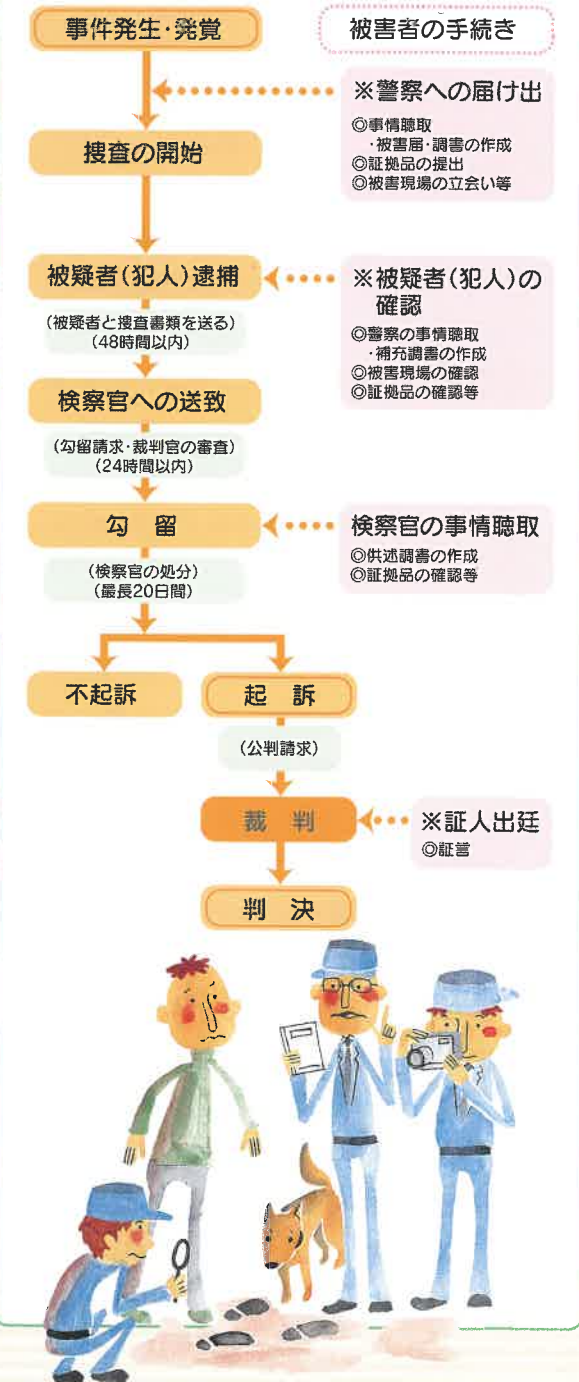 事件発生・発覚
被害者の手続き
※警察への届け出
◎事情聴取
・被害届・調書の作成
◎証拠品の提出
◎被害現場の立会い等
捜査の開始
被疑者(犯人)逮捕
※被疑者(犯人)の
確認
◎警察の事情聴取
・補充調書の作成
◎被害現場の確認
◎証拠品の確認等
(被疑者と捜査書類を送る)
(48時間以内)
検察官への送致
(勾留請求・裁判官の審査)
(24時間以内)
勾 留
検察官の事情聴取
◎供述調書の作成
◎証拠品の確認等
(検察官の処分)
(最長20日間)
不起訴
起 訴
(公判請求)
裁 判
※証人出廷
◎証言
判 決